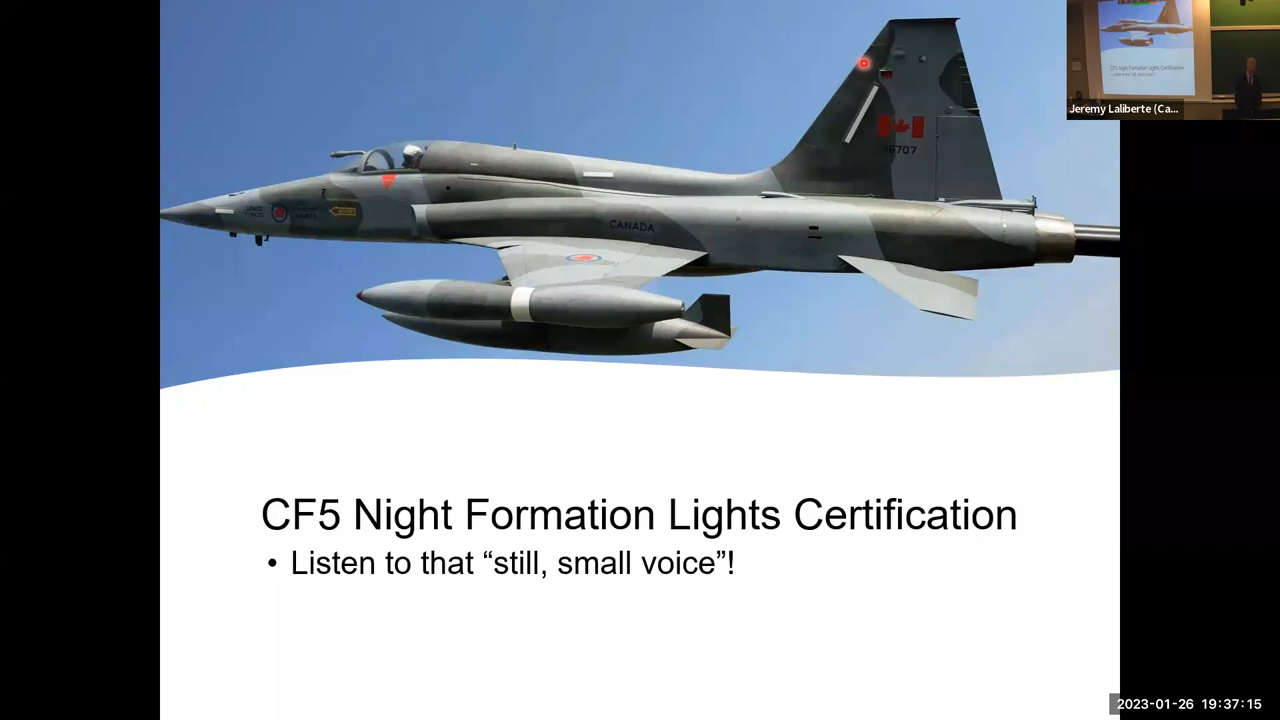 Jeremy Laliberte (Ca...
CANADA
CF5 Night Formation Lights Certification
• Listen to that “still, small voice”!
2023-01-26 19:37:15